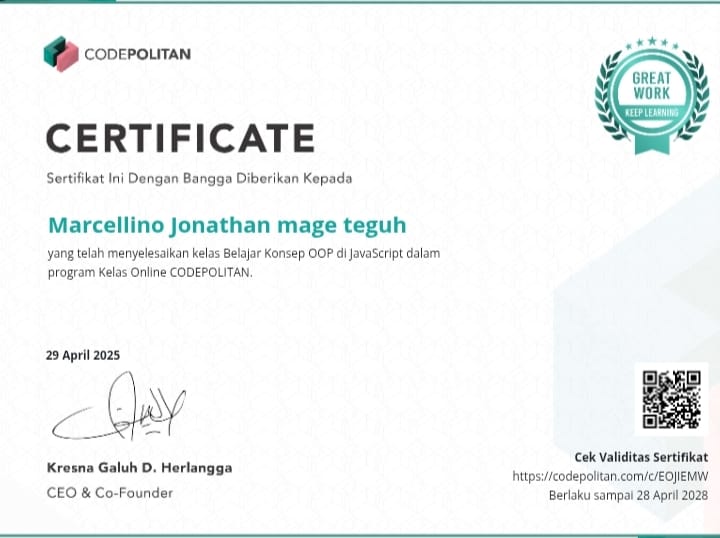 CODEPOLITAN
GREAT
WORK
KEEP LEARNING
CERTIFICATE
Sertifikat Ini Dengan Bangga Diberikan Kepada
Marcellino Jonathan mage teguh
yang telah menyelesaikan kelas Belajar Konsep OOP di JavaScript dalam
program Kelas Online CODEPOLITAN.
29 April 2025
Kresna Galuh D. Herlangga
CEO & Co-Founder
Cek Validitas Sertifikat
https://codepolitan.com/c/EOJIEMW
Berlaku sampai 28 April 2028